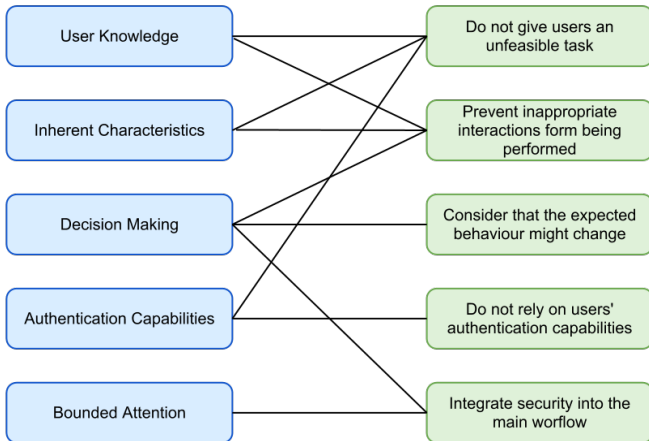 User Knowledge
Do not give users an
unfeasible task
Inherent Characteristics
Prevent inappropriate
interactions form being
performed
Decision Making
Consider that the expected
behaviour might change
Authentication Capabilities
Do not rely on users'
authentication capabilities
Bounded Attention
Integrate security into the
main worflow